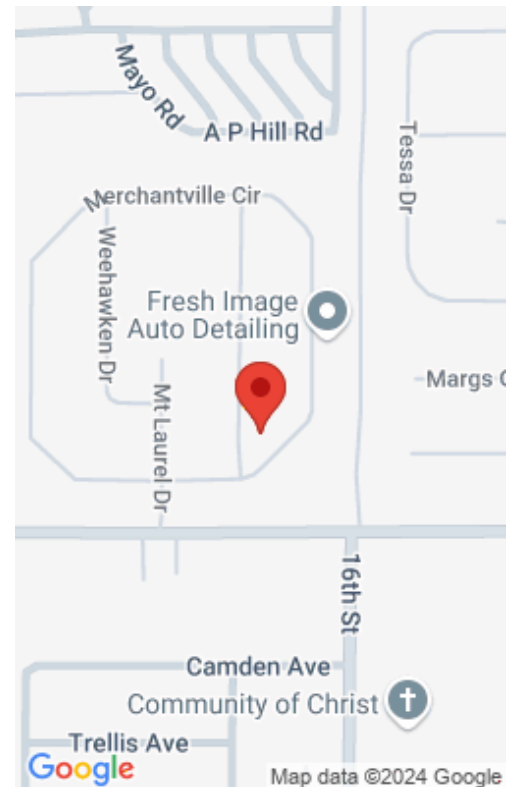 Mayo Rd
A P Hill Rd
Tessa Dr
Merchantville Cir
Weehawken Dr
Fresh Image
Auto Detailing
Margs C
Mt Laurel Dr
16th St
Camden Ave
Community of Christ
Trellis Ave
Google
Map data ©2024 Google